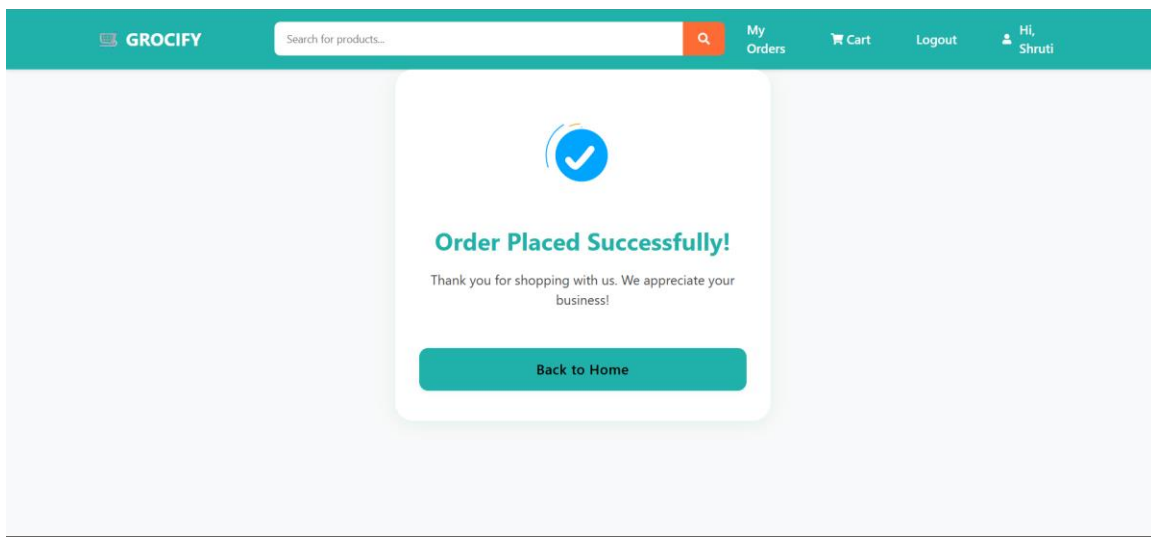 GROCIFY
Search for products...
My
Orders
Cart
Logout
Hi,
Shruti
Order Placed Successfully!
Thank you for shopping with us. We appreciate your
business!
Back to Home